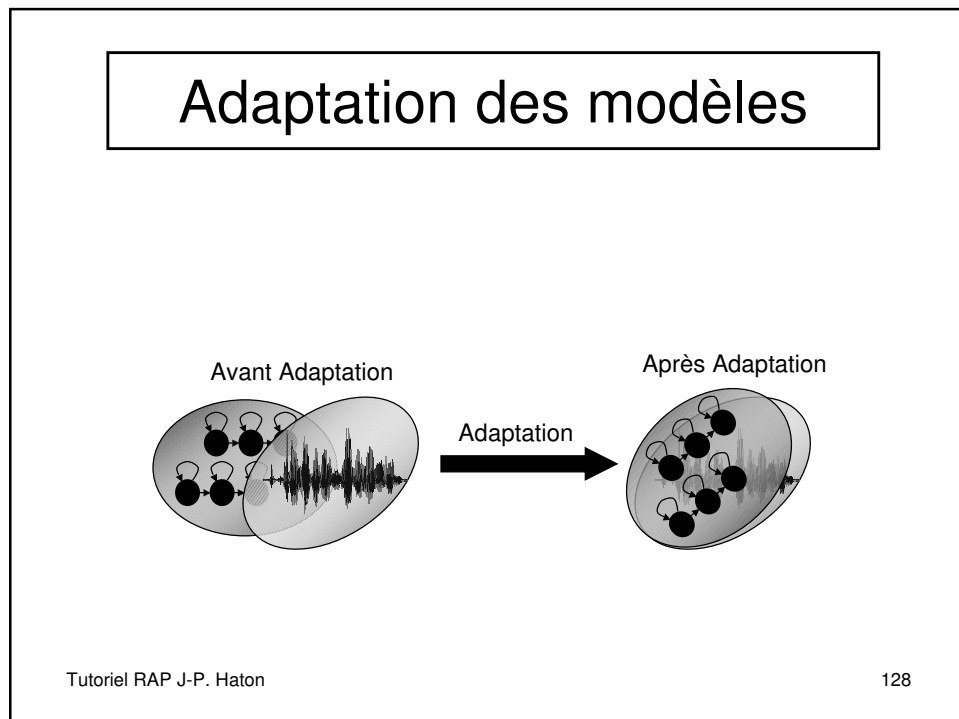 Adaptation des modèles
Avant Adaptation
Adaptation
Après Adaptation
Tutoriel RAP J-P. Haton
128